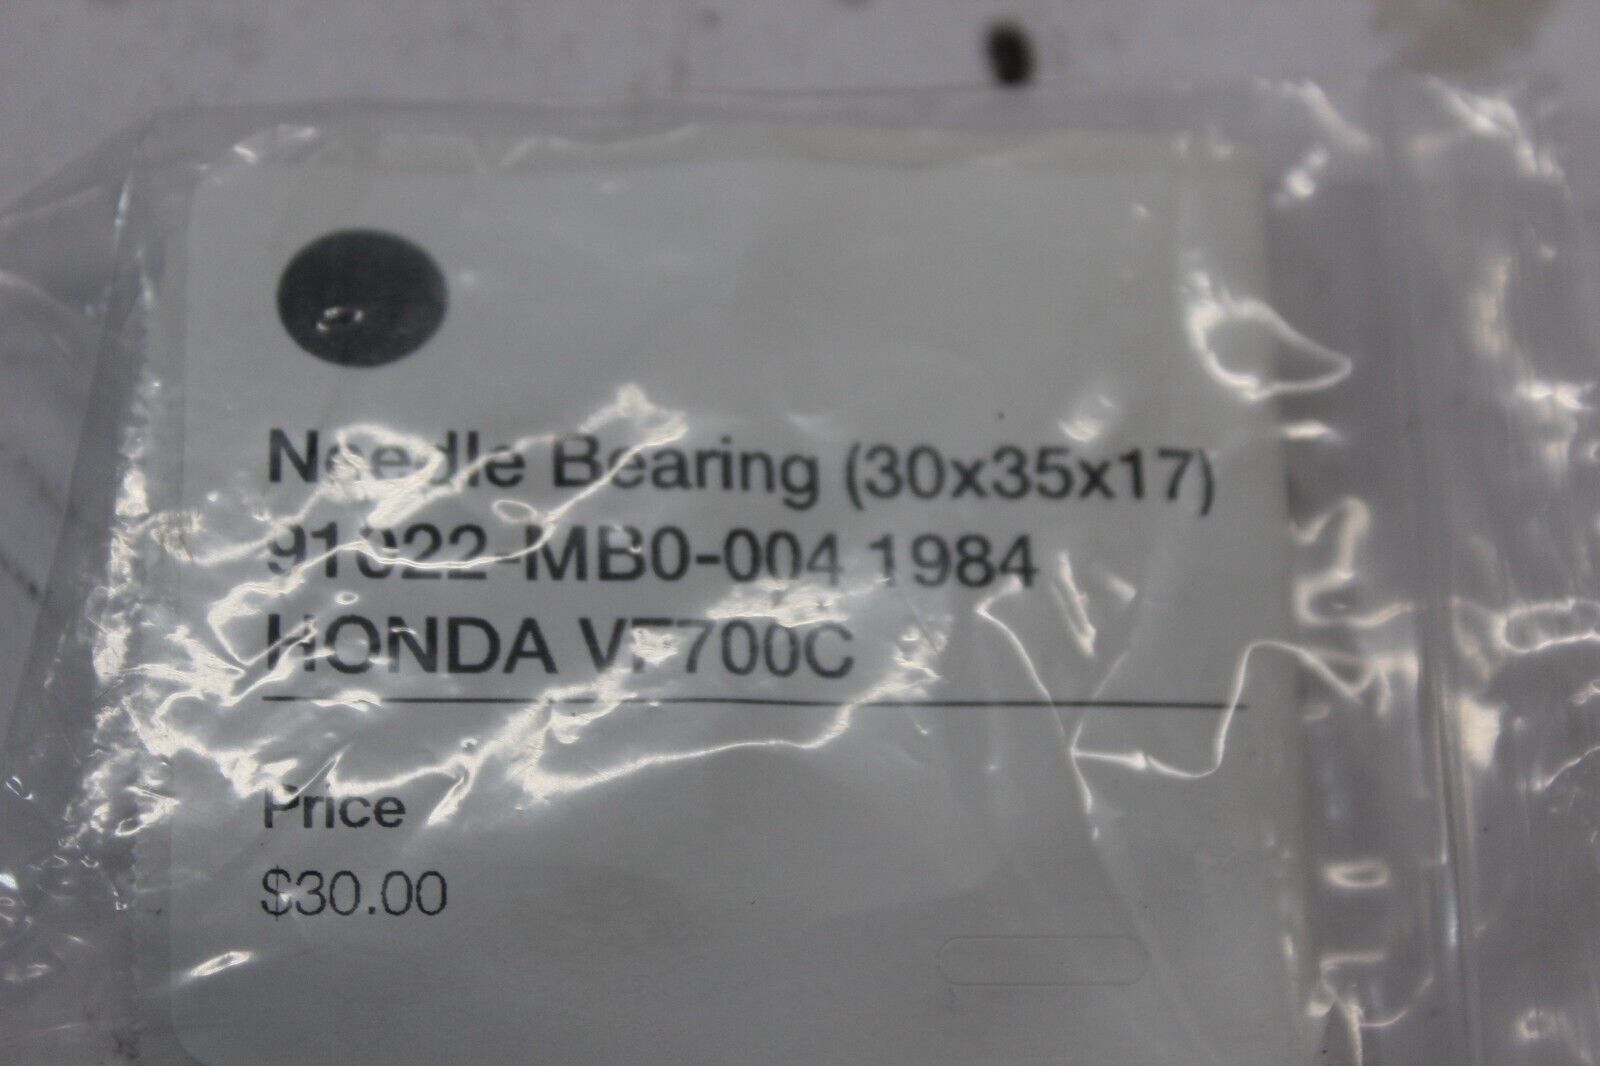 Needle Bearing (30x35x17)
91022-MB0-004 1984
HONDA VF700C
Price
$30.00